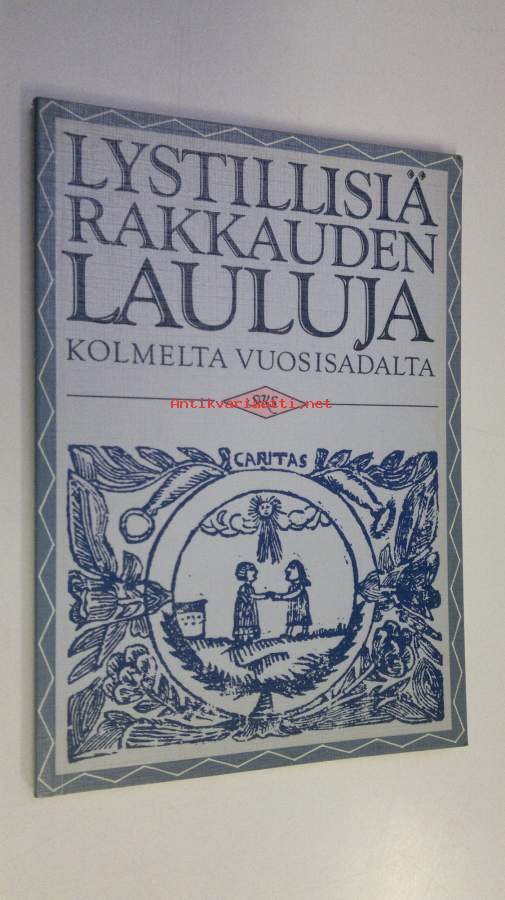 LYSTILLISIÄ
RAKKAUDEN
LAULUJA
KOLMELTA VUOSISADALTA
SKS
Antikvariaatti.net
CARITAS